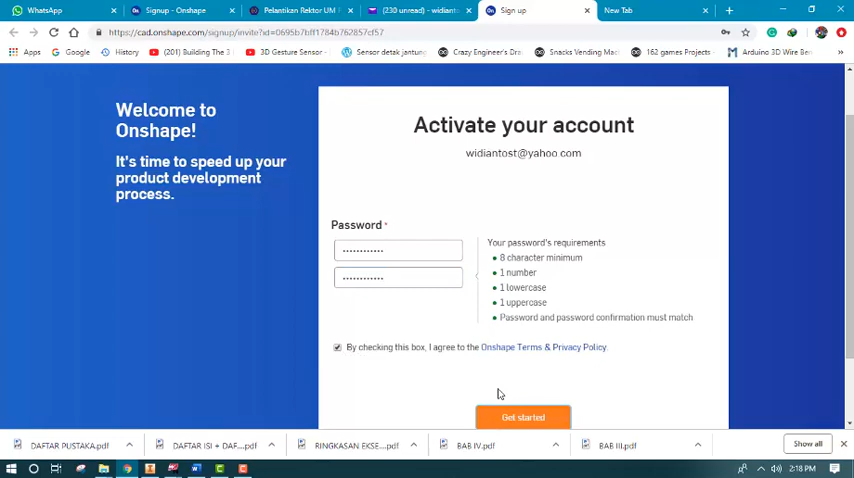 WhatsApp
Signup - Onshape
Pelantikan Rektor UM F
(230 unread) - widiantc
Sign up
New Tab
https://cad.onshape.com/signup/invite?id=0695b7bff1784b762857cf57
Apps
Google
History
(201) Building The 3
3D Gesture Sensor -
Sensor detak jantung
Crazy Engineer's Dra
Snacks Vending Mac
162 games Projects -
Arduino 3D Wire Ben
Welcome to
Onshape!
It's time to speed up your
product development
process.
Activate your account
widiantost@yahoo.com
Password *
Your password's requirements
8 character minimum
1 number
1 lowercase
1 uppercase
Password and password confirmation must match
By checking this box, I agree to the Onshape Terms & Privacy Policy.
Get started
DAFTAR PUSTAKA.pdf
DAFTAR ISI + DAF....pdf
RINGKASAN EKSE....pdf
BAB IV.pdf
BAB III.pdf
Show all
2:18 PM